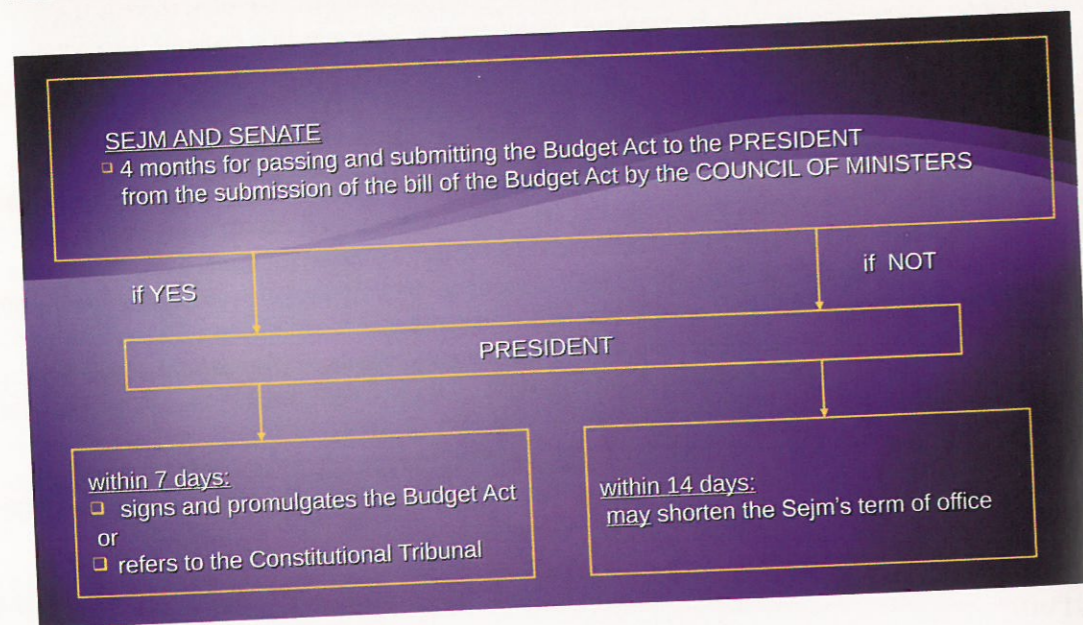 SEJM AND SENATE
❑ 4 months for passing and submitting the Budget Act to the PRESIDENT
from the submission of the bill of the Budget Act by the COUNCIL OF MINISTERS
if YES
if NOT
PRESIDENT
within 7 days:
❑ signs and promulgates the Budget Act
or
❑ refers to the Constitutional Tribunal
within 14 days:
may shorten the Sejm's term of office